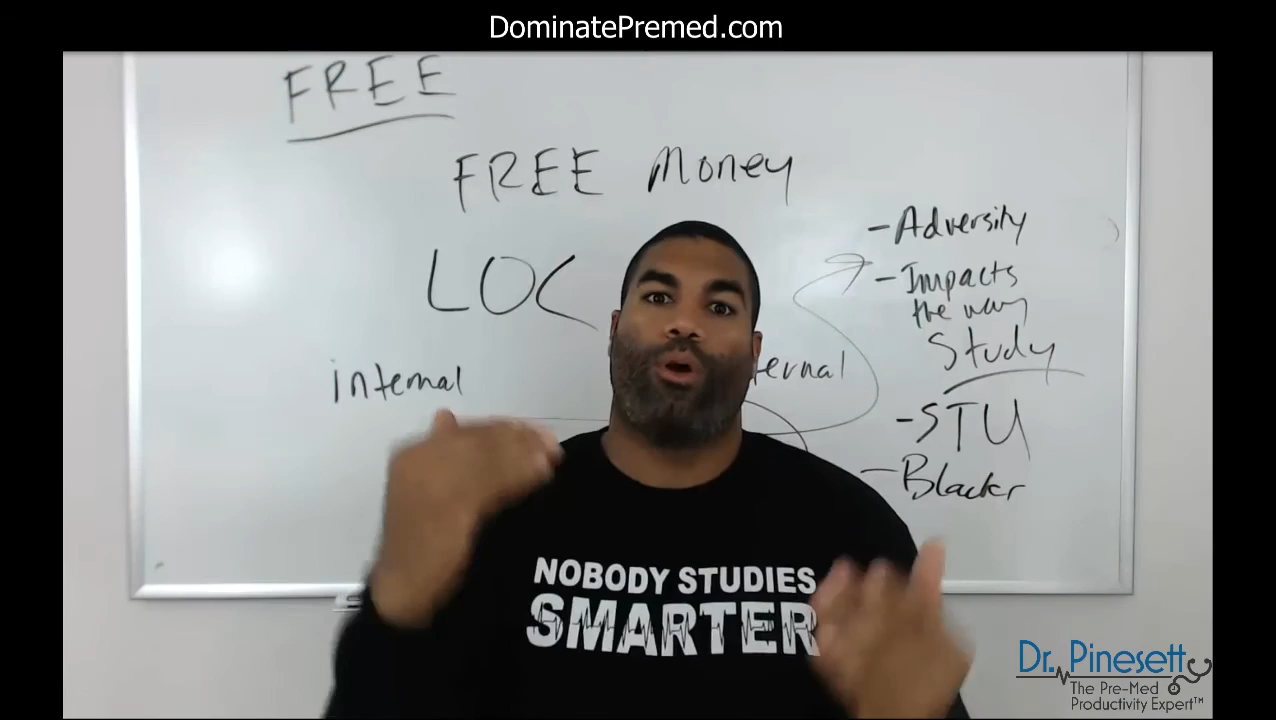 DominatePremed.com
FREE
FREE Money
LOC
internal
ternal
- Adversity
- Impacts
the way
Study
- STU
- Blacker
NOBODY STUDIES
SMARTER
Dr. Pinesett
The Pre-Med
Productivity Expert™